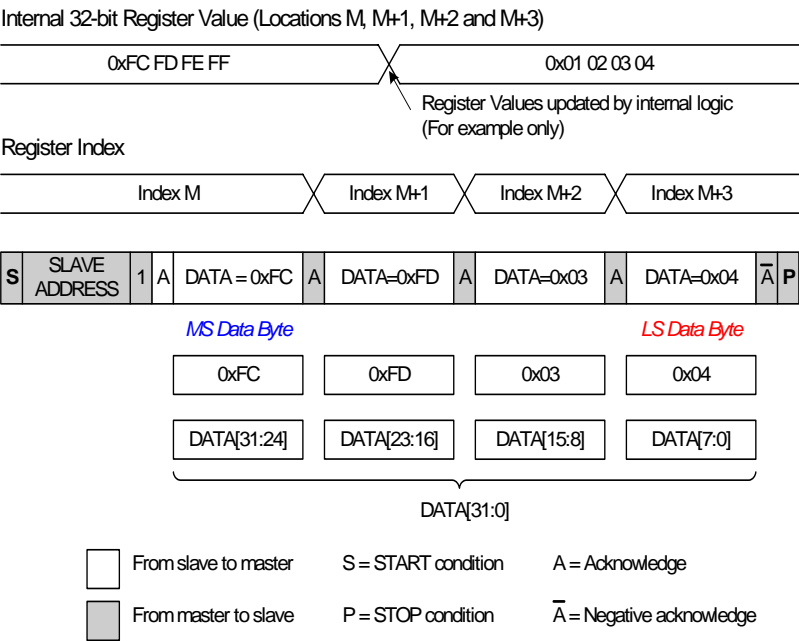 Internal 32-bit Register Value (Locations M, M+1, M+2 and M+3)
0xFC FD FE FF 0x01 02 03 04
Register Values updated by internal logic
(For example only)
Register Index
Index M Index M+1 Index M+2 Index M+3
S SLAVE ADDRESS 1 A DATA = 0xFC A DATA=0xFD A DATA=0x03 A DATA=0x04 A̅ P
MS Data Byte LS Data Byte
0xFC 0xFD 0x03 0x04
DATA[31:24] DATA[23:16] DATA[15:8] DATA[7:0]
DATA[31:0]
From slave to master S = START condition A = Acknowledge
From master to slave P = STOP condition A̅ = Negative acknowledge